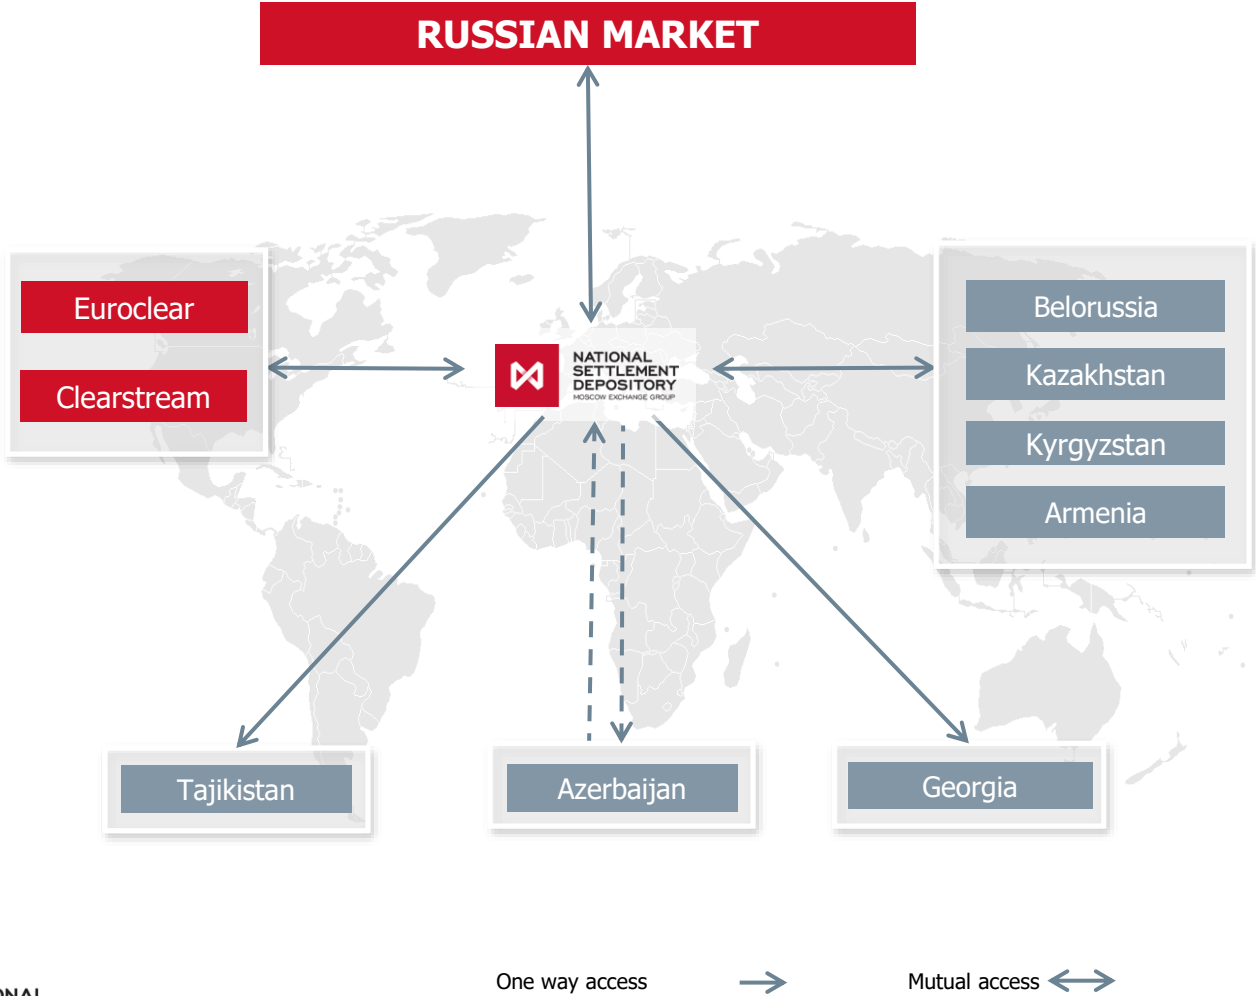 RUSSIAN MARKET
Euroclear
Clearstream
NATIONAL
SETTLEMENT
DEPOSITORY
MOSCOW EXCHANGE GROUP
Belorussia
Kazakhstan
Kyrgyzstan
Armenia
Tajikistan
Azerbaijan
Georgia
One way access
Mutual access